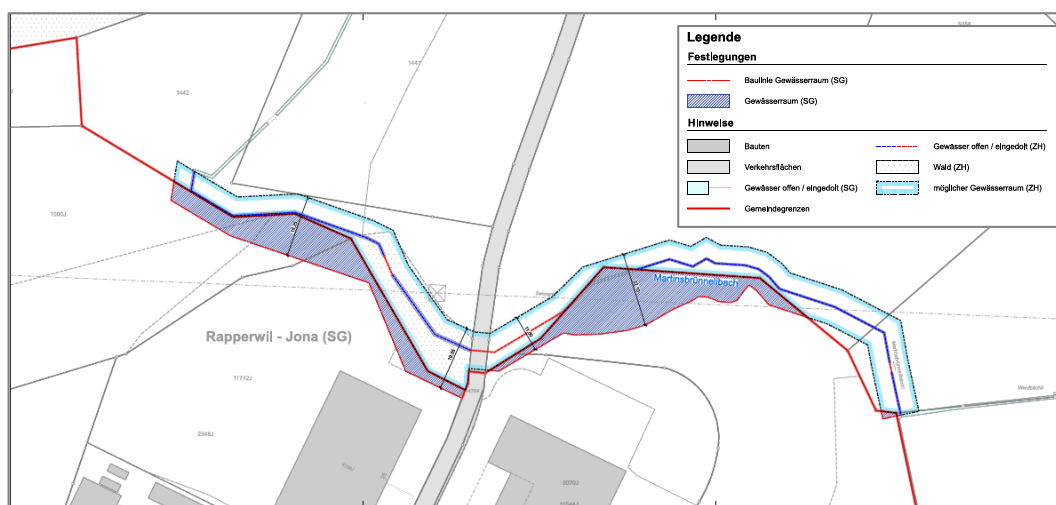 Legende
Festlegungen
Baulinie Gewässerraum (SG)
Gewässerraum (SG)
Hinweise
Bauten
Verkehrsflächen
Gewässer offen / eingedolt (SG)
Gemeindegrenzen
Gewässer offen / eingedolt (ZH)
Wald (ZH)
möglicher Gewässerraum (ZH)
1441
1442
1000J
Martinsbrünnelibach
Rapperwil - Jona (SG)
11712J
2348J
2070J